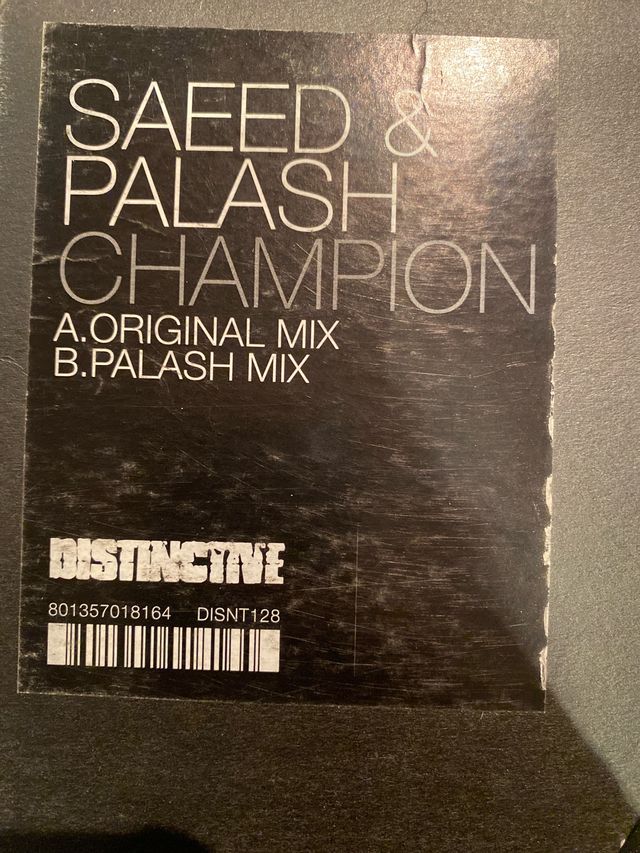 SAEED &
PALASH
CHAMPION
A.ORIGINAL MIX
B.PALASH MIX
DISTINCTIVE
801357018164 DISNT128